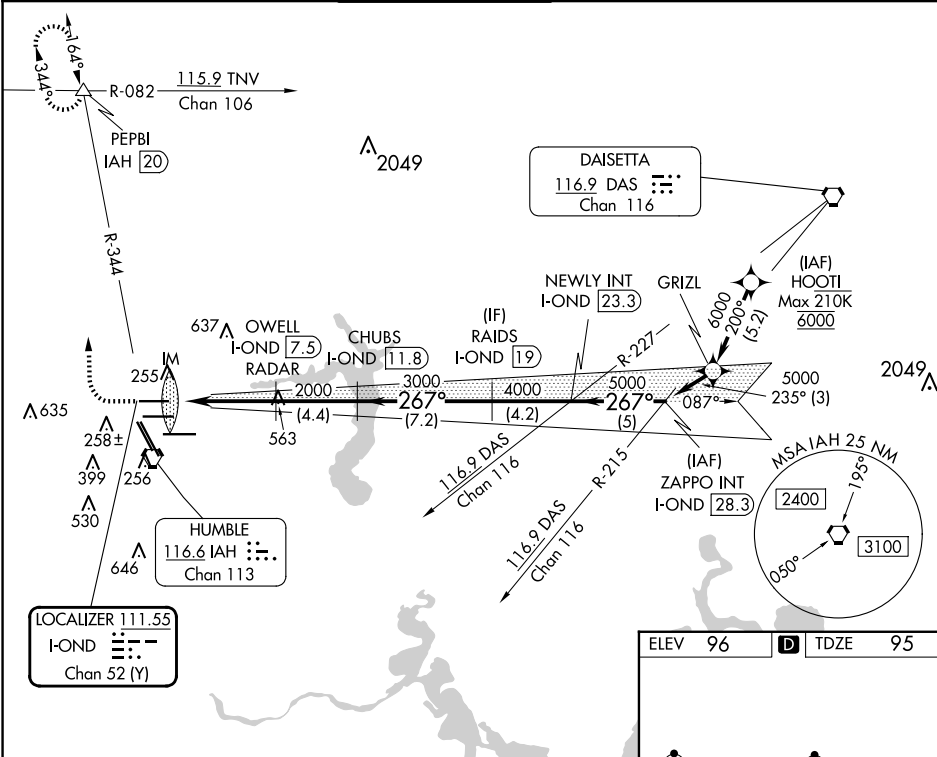 164°
344°
R-082
115.9 TNV
Chan 106
PEPBI
IAH 20
2049
DAISETTA
116.9 DAS
Chan 116
R-344
(IAF)
HOOTI
Max 210K
6000
6000
200°
(5.2)
GRIZL
NEWLY INT
I-OND 23.3
(IF)
RAIDS
I-OND 19
CHUBS
I-OND 11.8
637
OWELL
I-OND 7.5
RADAR
IM
255
R-227
2000
3000
4000
5000
5000
235° (3)
2049
267°
267°
087°
(4.4)
(7.2)
(4.2)
(5)
563
635
258±
399
256
530
646
116.9 DAS
Chan 116
R-215
116.9 DAS
Chan 116
(IAF)
ZAPPO INT
I-OND 28.3
MSA IAH 25 NM
195°
2400
3100
050°
HUMBLE
116.6 IAH
Chan 113
LOCALIZER 111.55
I-OND
Chan 52 (Y)
ELEV 96 D TDZE 95